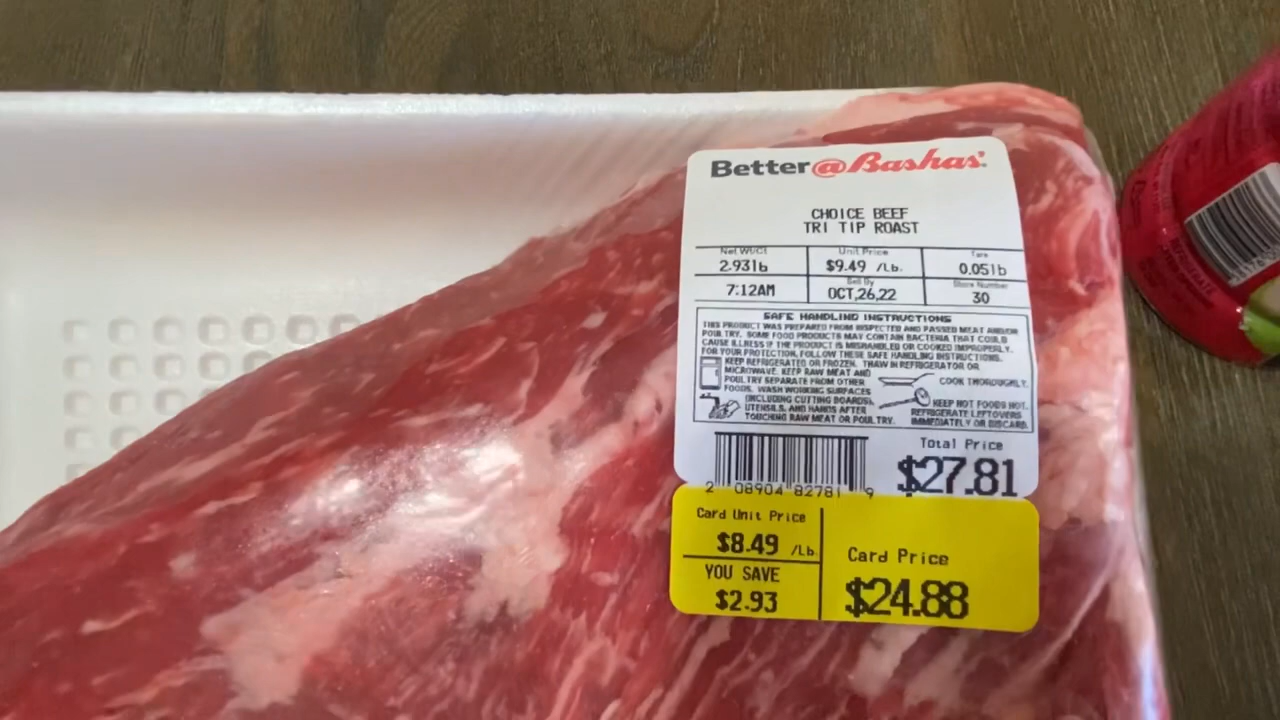 Better@Bashas'.
CHOICE BEEF
TRI TIP ROAST
Net Wt/Ct Unit Price Tare
2.93lb $9.49 /Lb. 0.05lb
Sell By Store Number
7:12AM OCT,26,22 30
SAFE HANDLING INSTRUCTIONS
THIS PRODUCT WAS PREPARED FROM INSPECTED AND PASSED MEAT AND/OR
POULTRY. SOME FOOD PRODUCTS MAY CONTAIN BACTERIA THAT COULD
CAUSE ILLNESS IF THE PRODUCT IS MISHANDLED OR COOKED IMPROPERLY.
FOR YOUR PROTECTION, FOLLOW THESE SAFE HANDLING INSTRUCTIONS.
KEEP REFRIGERATED OR FROZEN. THAW IN REFRIGERATOR OR
MICROWAVE. KEEP RAW MEAT AND
POULTRY SEPARATE FROM OTHER
FOODS. WASH WORKING SURFACES
(INCLUDING CUTTING BOARDS),
UTENSILS, AND HANDS AFTER
TOUCHING RAW MEAT OR POULTRY.
COOK THOROUGHLY.
KEEP HOT FOODS HOT.
REFRIGERATE LEFTOVERS
IMMEDIATELY OR DISCARD.
Total Price
$27.81
2 08904 82781 9
Card Unit Price
$8.49 /Lb.
YOU SAVE
$2.93
Card Price
$24.88